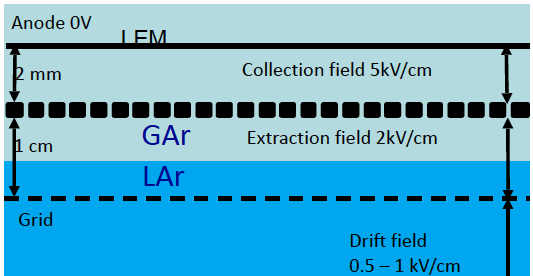 Anode 0V
LEM
2 mm
Collection field 5kV/cm
GAr
Extraction field 2kV/cm
1 cm
LAr
Grid
Drift field
0.5 – 1 kV/cm